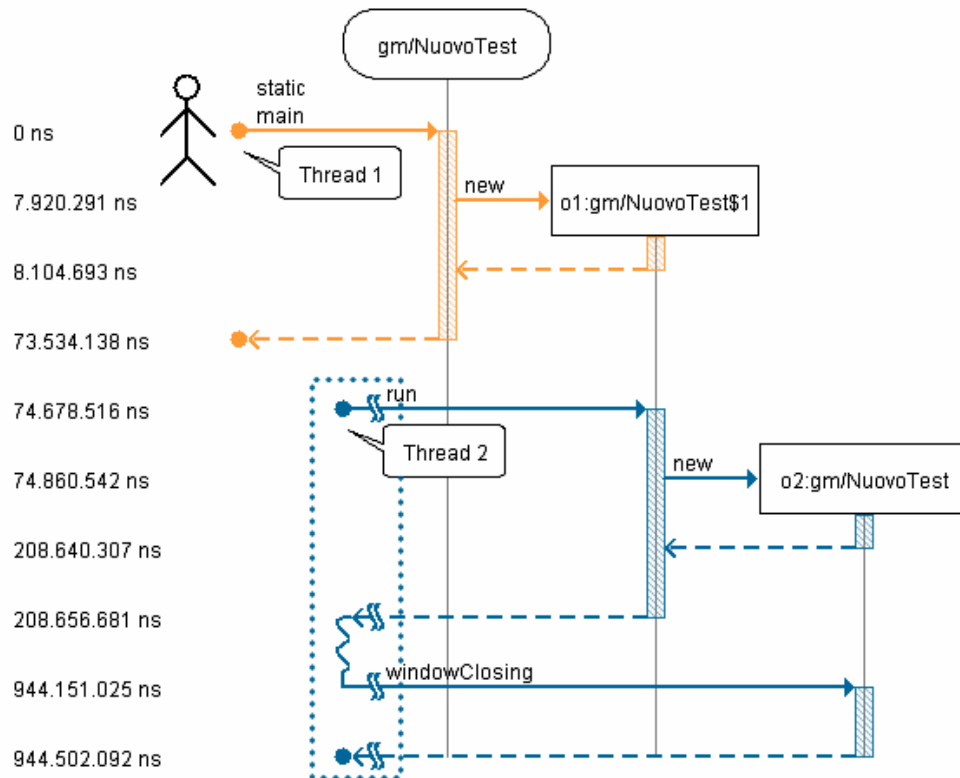 gm/NuovoTest
static
main
0 ns
Thread 1
new
o1:gm/NuovoTest$1
7.920.291 ns
8.104.693 ns
73.534.138 ns
run
74.678.516 ns
Thread 2
new
74.860.542 ns
o2:gm/NuovoTest
208.640.307 ns
208.656.681 ns
windowClosing
944.151.025 ns
944.502.092 ns